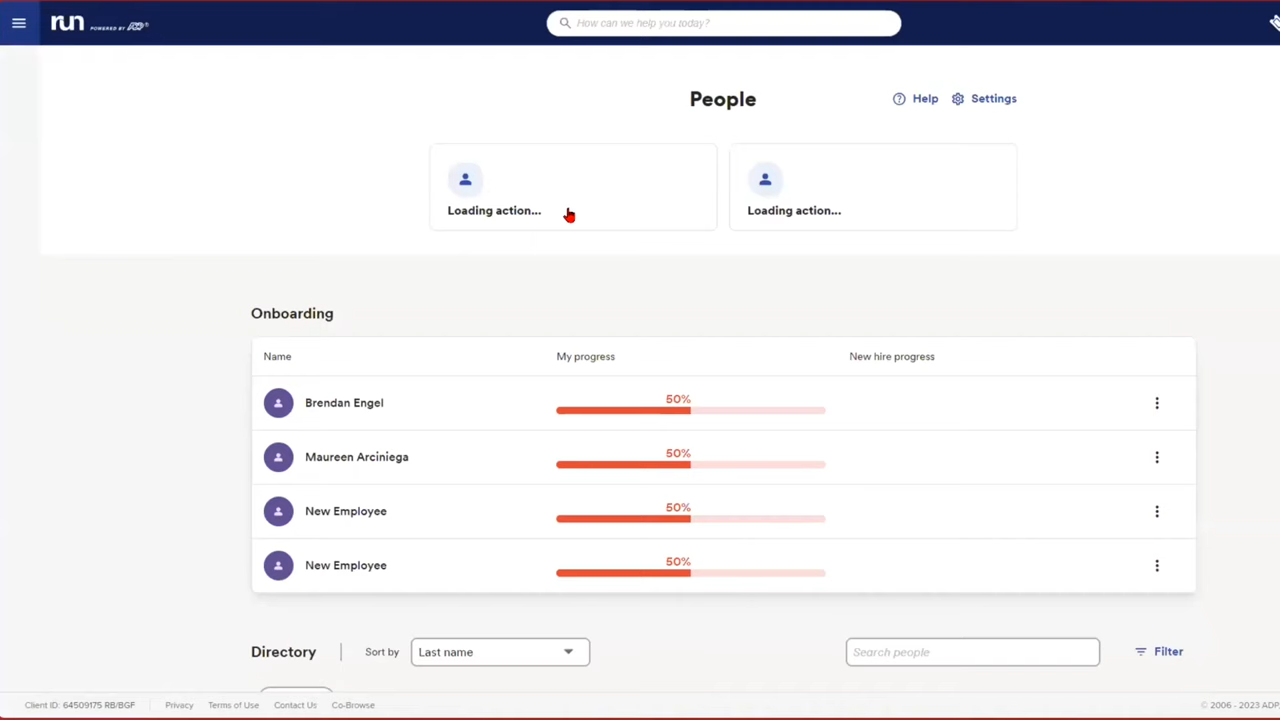 run POWERED BY ADP®
How can we help you today?
People
Help
Settings
Loading action...
Loading action...
Onboarding
Name
My progress
New hire progress
Brendan Engel
50%
Maureen Arciniega
50%
New Employee
50%
New Employee
50%
Directory
Sort by
Last name
Search people
Filter
Client ID: 64509175 RB/BGF
Privacy
Terms of Use
Contact Us
Co-Browse
© 2006 - 2023 ADP,